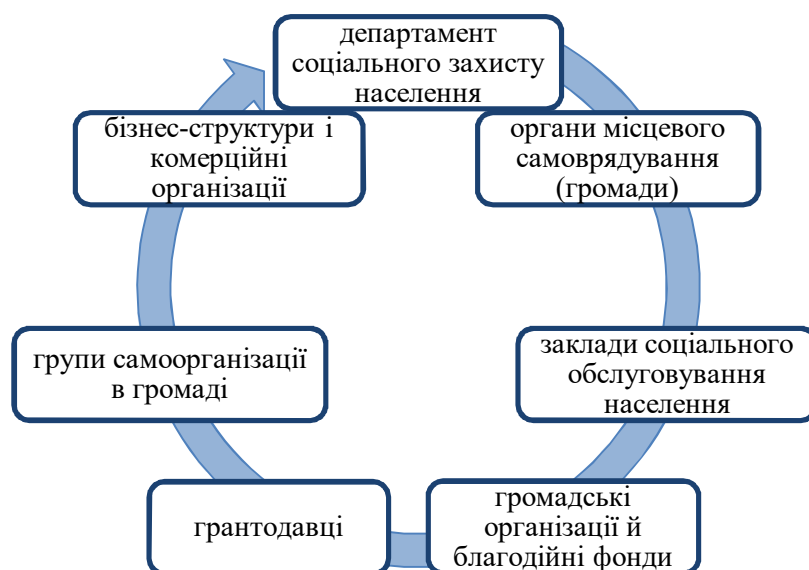 департамент
соціального захисту
населення
органи місцевого
самоврядування
(громади)
заклади соціального
обслуговування
населення
громадські
організації й
благодійні фонди
грантодавці
групи самоорганізації
в громаді
бізнес-структури і
комерційні
організації